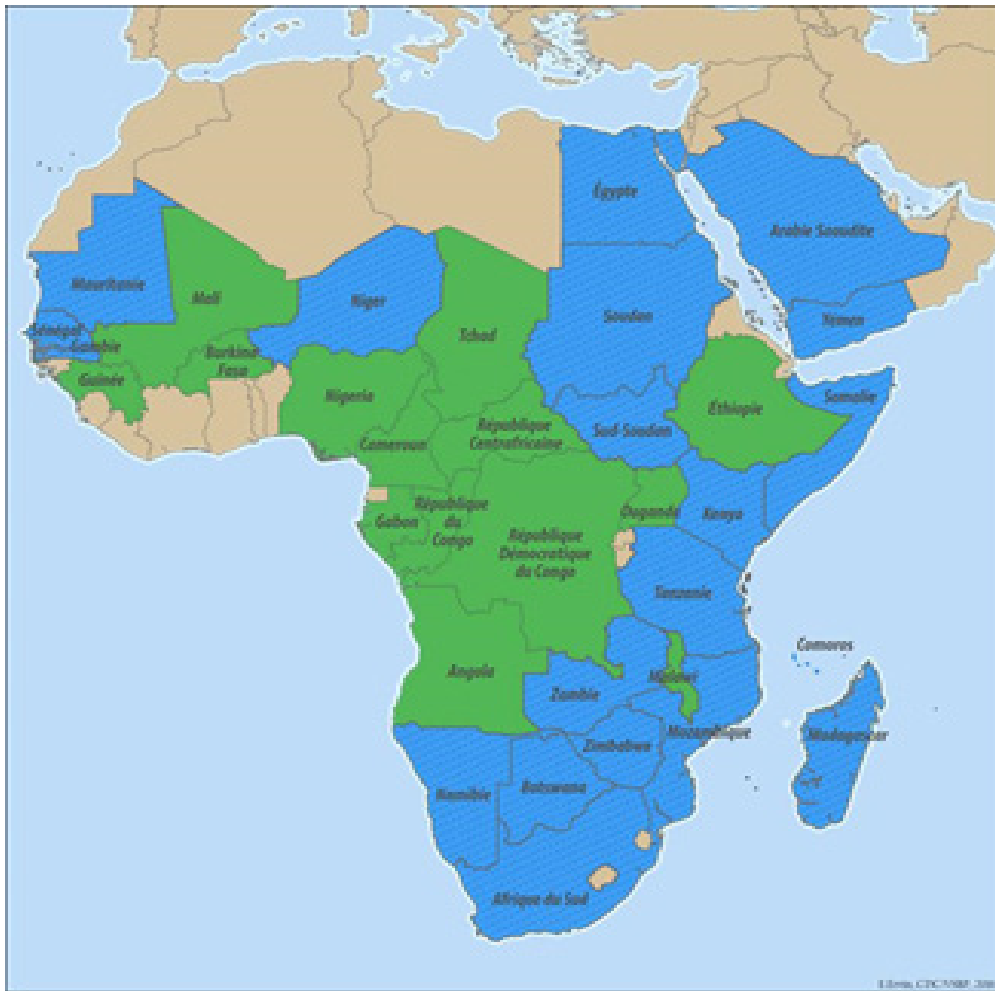 Égypte
Arabie Saoudite
Mauritanie
Mali
Niger
Soudan
Yemen
Tchad
Sénégal
Gambie
Burkina
Faso
Guinée
Nigeria
Éthiopie
Somalie
République
Centrafricaine
Sud-Soudan
Cameroun
Gabon
République
du
Congo
Ouganda
Kenya
République
Démocratique
du Congo
Tanzanie
Comoros
Angola
Malawi
Zambie
Mozambique
Madagascar
Zimbabwe
Namibie
Botswana
Afrique du Sud